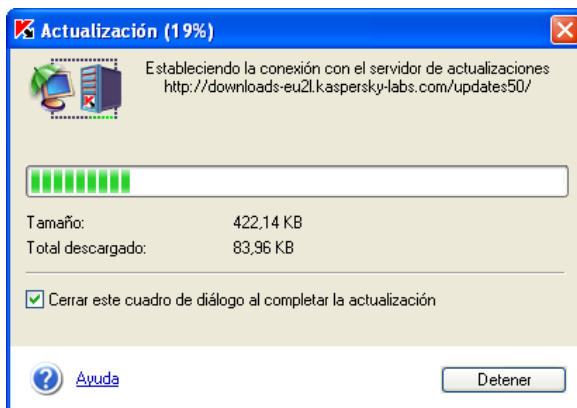 Actualización (19%)
Estableciendo la conexión con el servidor de actualizaciones
http://downloads-eu2l.kaspersky-labs.com/updates50/
Tamaño: 422,14 KB
Total descargado: 83,96 KB
Cerrar este cuadro de diálogo al completar la actualización
Ayuda
Detener